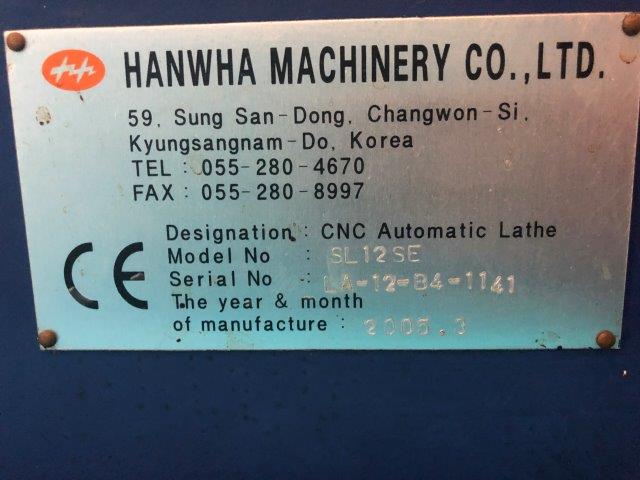 HANWHA MACHINERY CO.,LTD.
59, Sung San-Dong, Changwon-Si,
Kyungsangnam-Do, Korea
TEL : 055-280-4670
FAX : 055-280-8997
Designation : CNC Automatic Lathe
Model No : SL12SE
Serial No : LA-12-B4-1141
The year & month
of manufacture : 2005.3
CE